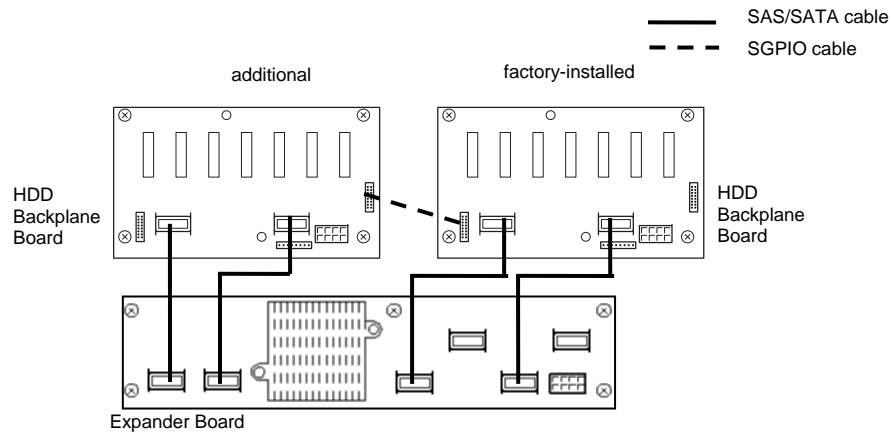 SAS/SATA cable
SGPIO cable
additional
factory-installed
HDD
Backplane
Board
HDD
Backplane
Board
Expander Board